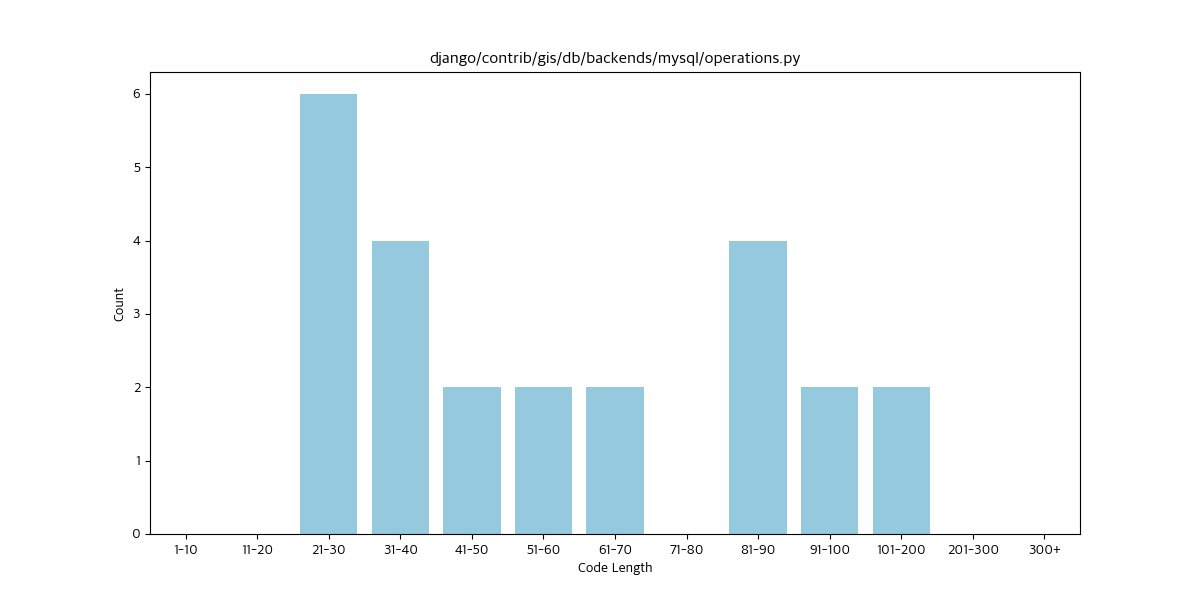 django/contrib/gis/db/backends/mysql/operations.py
6
5
4
3
2
1
0
Count
1-10 11-20 21-30 31-40 41-50 51-60 61-70 71-80 81-90 91-100 101-200 201-300 300+
Code Length